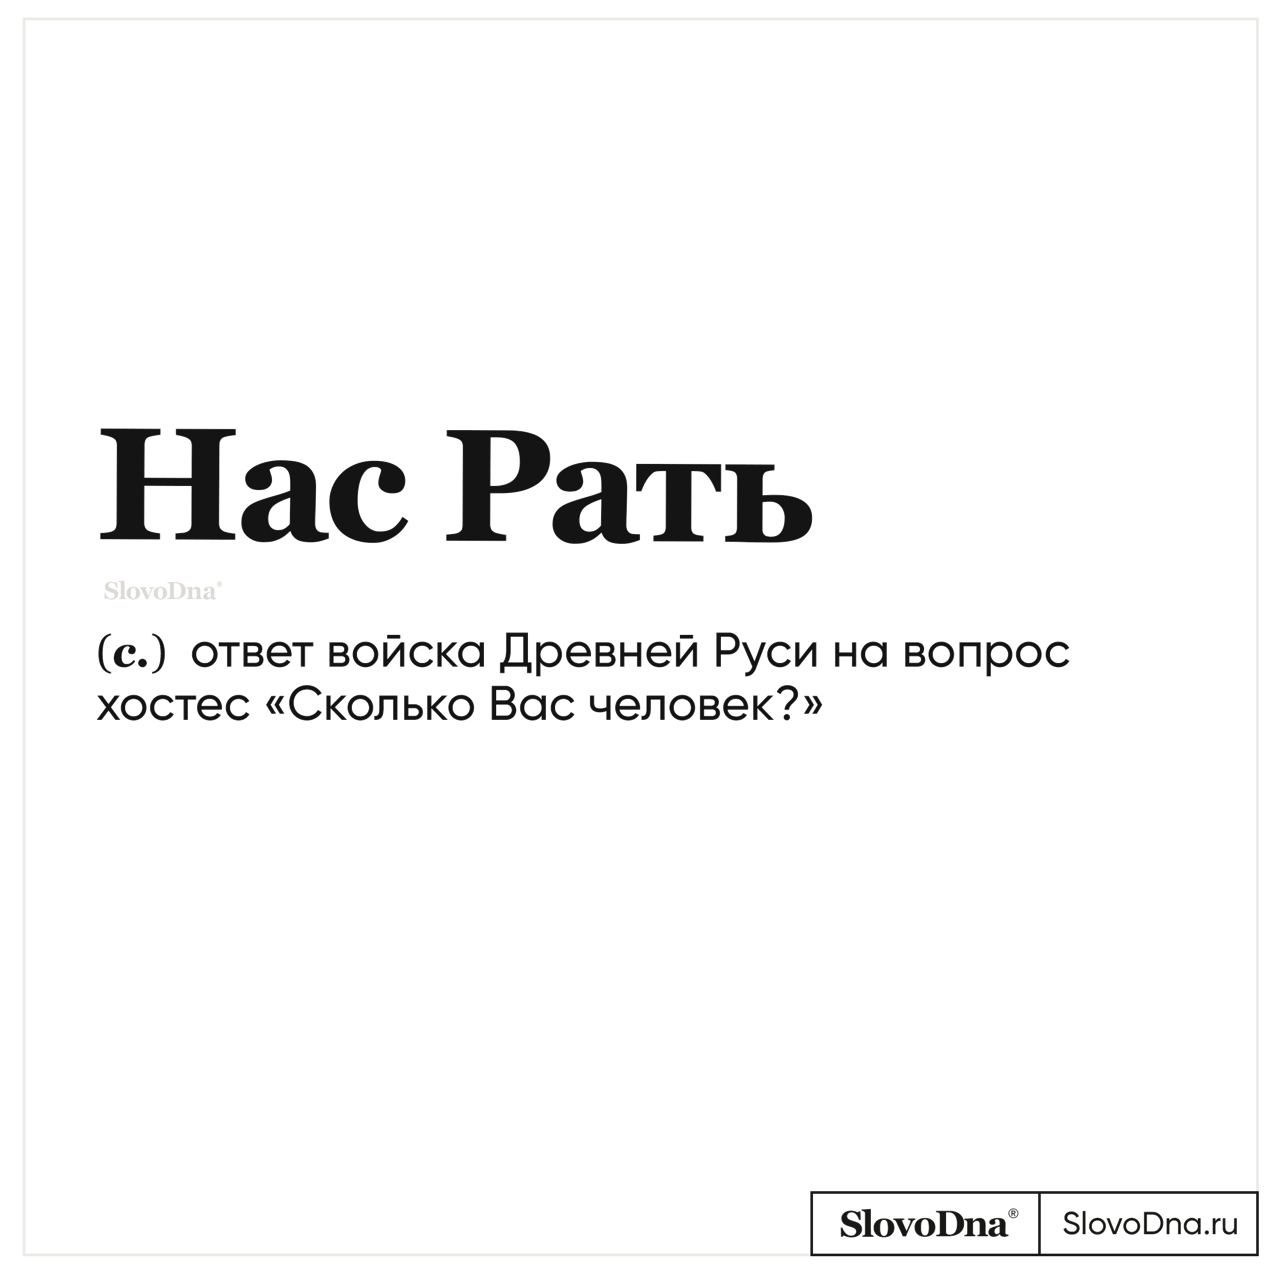 Нас Рать
SlovoDna®
(с.) ответ войска Древней Руси на вопрос
хостес «Сколько Вас человек?»
SlovoDna® SlovoDna.ru